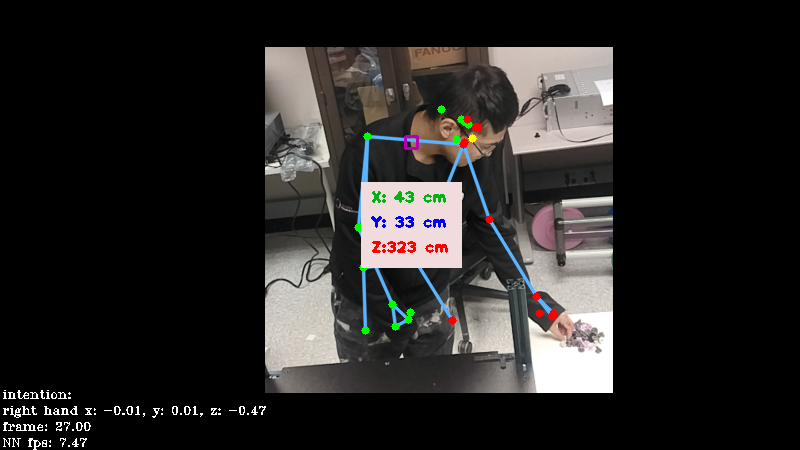 FANUC
X: 43 cm
Y: 33 cm
Z:323 cm
intention:
right hand x: -0.01, y: 0.01, z: -0.47
frame: 27.00
NN fps: 7.47